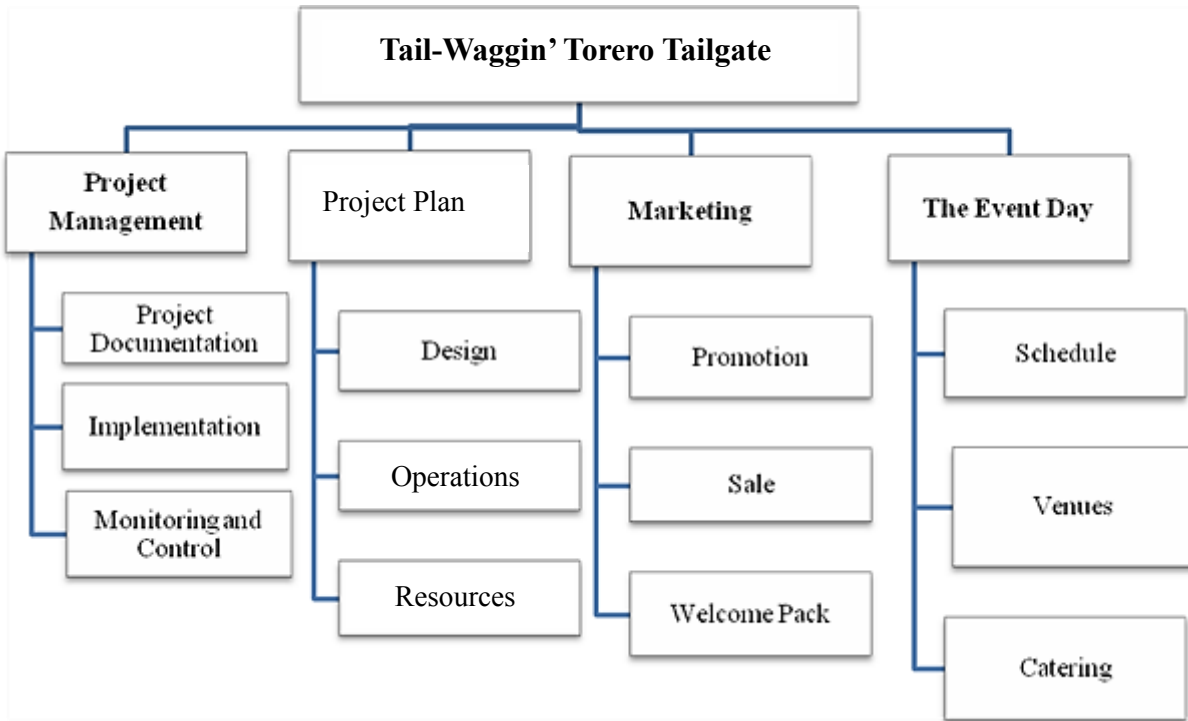 Tail-Waggin’ Torero Tailgate
Project
Management
Project Plan
Marketing
The Event Day
Project
Documentation
Implementation
Monitoring and
Control
Design
Operations
Resources
Promotion
Sale
Welcome Pack
Schedule
Venues
Catering